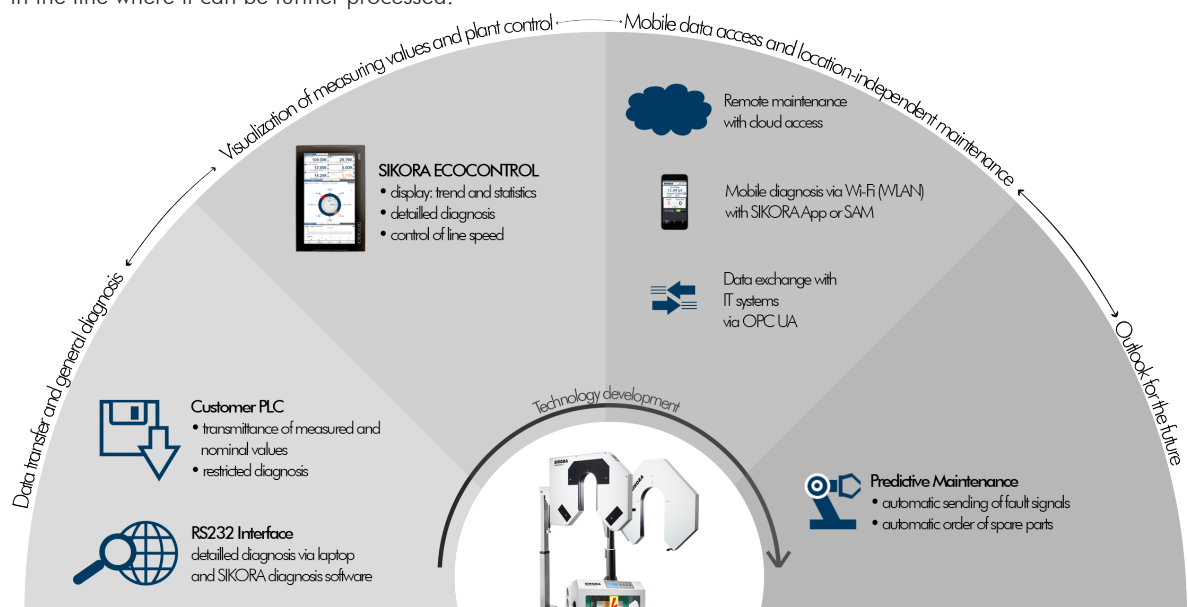 in the line where it can be further processed.
Data transfer and general diagnosis
Visualization of measuring values and plant control
Mobile data access and location-independent maintenance
Outlook for the future
Customer PLC
• transmittance of measured and
nominal values
• restricted diagnosis
RS232 Interface
detailled diagnosis via laptop
and SIKORA diagnosis software
SIKORA ECOCONTROL
• display: trend and statistics
• detailled diagnosis
• control of line speed
Remote maintenance
with cloud access
Mobile diagnosis via Wi-Fi (WLAN)
with SIKORA App or SAM
Data exchange with
IT systems
via OPC UA
Predictive Maintenance
• automatic sending of fault signals
• automatic order of spare parts
Technology development
SIKORA
SIKORA
SIKORA